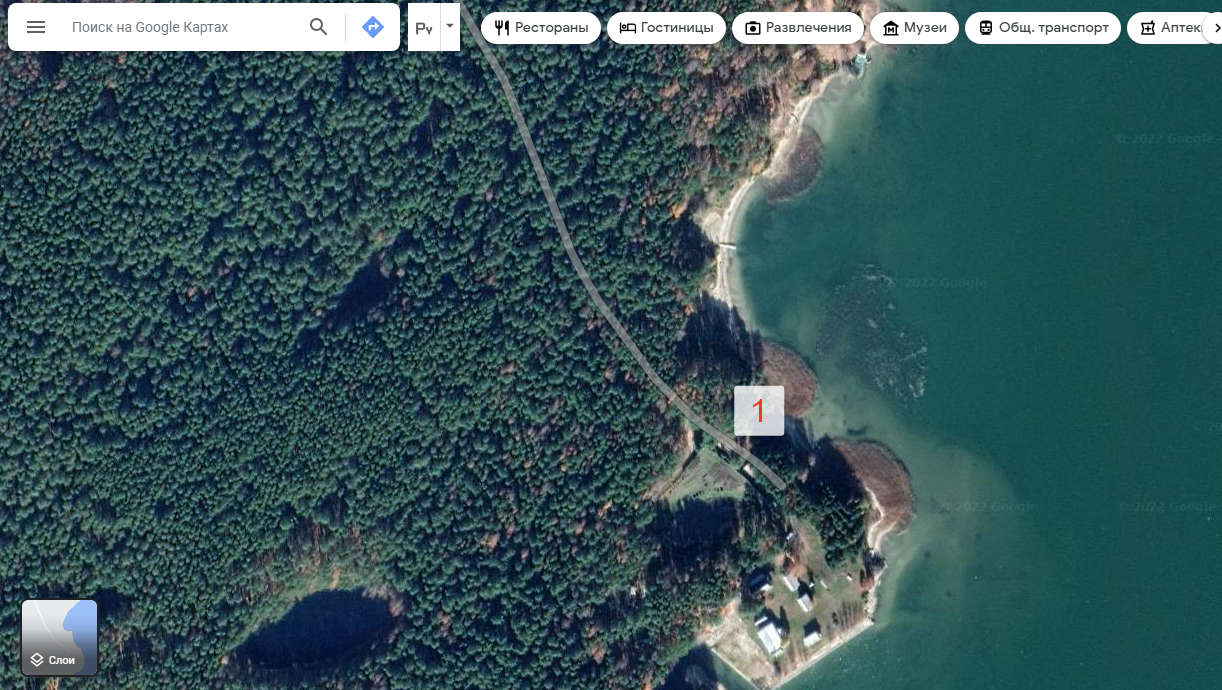 Поиск на Google Картах
Ру
Рестораны
Гостиницы
Развлечения
Музеи
Общ. транспорт
Аптек
© 2022 Google
© 2022 Google
1
© 2022 Google
© 2022 Google
Слои